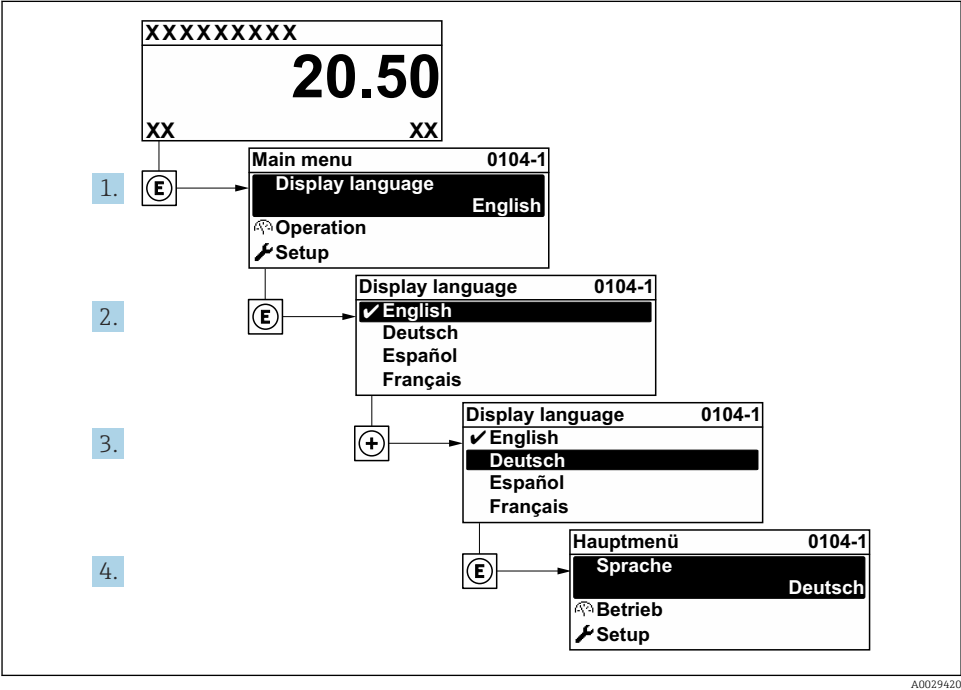 XXXXXXXXX
20.50
XX XX
1.
E
Main menu 0104-1
Display language
English
Operation
Setup
2.
E
Display language 0104-1
✔English
Deutsch
Español
Français
3.
+
Display language 0104-1
✔English
Deutsch
Español
Français
4.
E
Hauptmenü 0104-1
Sprache
Deutsch
Betrieb
Setup
A0029420